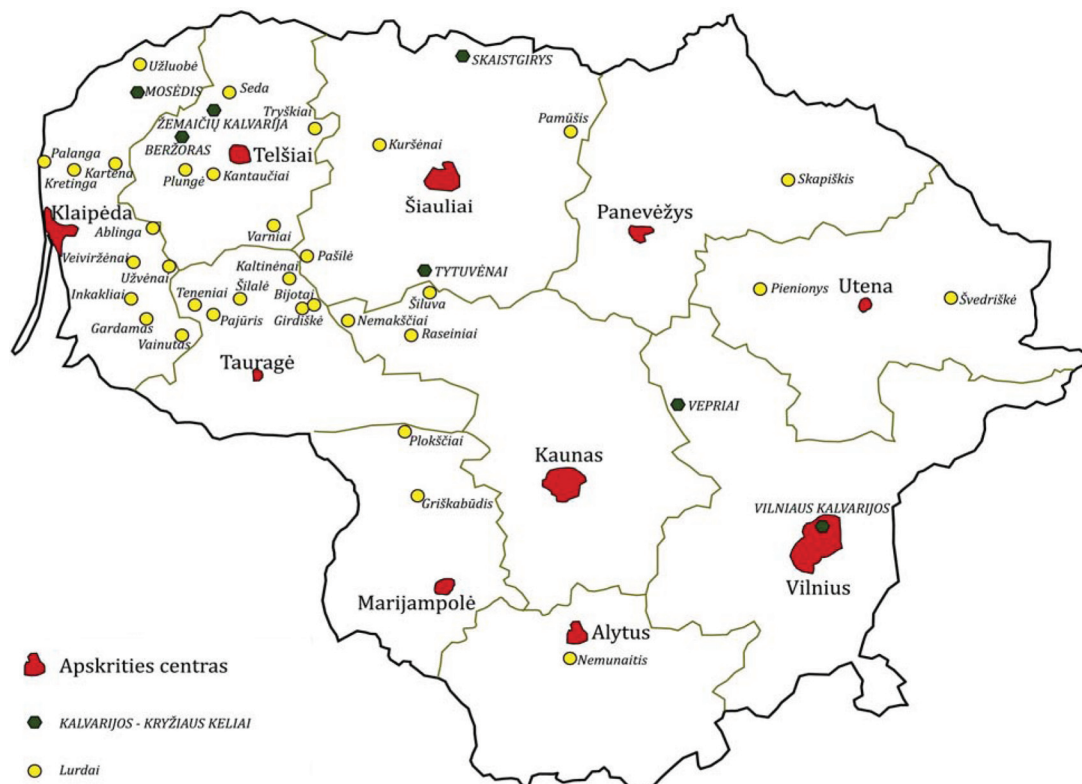 SKAISTGIRYS
Užluobė
MOSĖDIS
Seda
ŽEMAIČIŲ KALVARIJA
Tryškiai
BERŽORAS
Telšiai
Kuršėnai
Pamūšis
Palanga
Kretinga
Kartena
Plungė
Kantaučiai
Šiauliai
Skapiškis
Panevėžys
Klaipėda
Ablinga
Varniai
Veiviržėnai
Užvėnai
Kaltinėnai
Pašilė
TYTUVĖNAI
Inkakliai
Teneniai
Šilalė
Bijotai
Šiluva
Pienionys
Utena
Švedriškė
Gardamas
Pajūris
Girdiškė
Nemakščiai
Vainutas
Raseiniai
Tauragė
VEPRIAI
Plokščiai
Kaunas
Griškabūdis
VILNIAUS KALVARIJOS
Vilnius
Marijampolė
Alytus
Nemunaitis
Apskrities centras
KALVARIJOS - KRYŽIAUS KELIAI
Lurdai